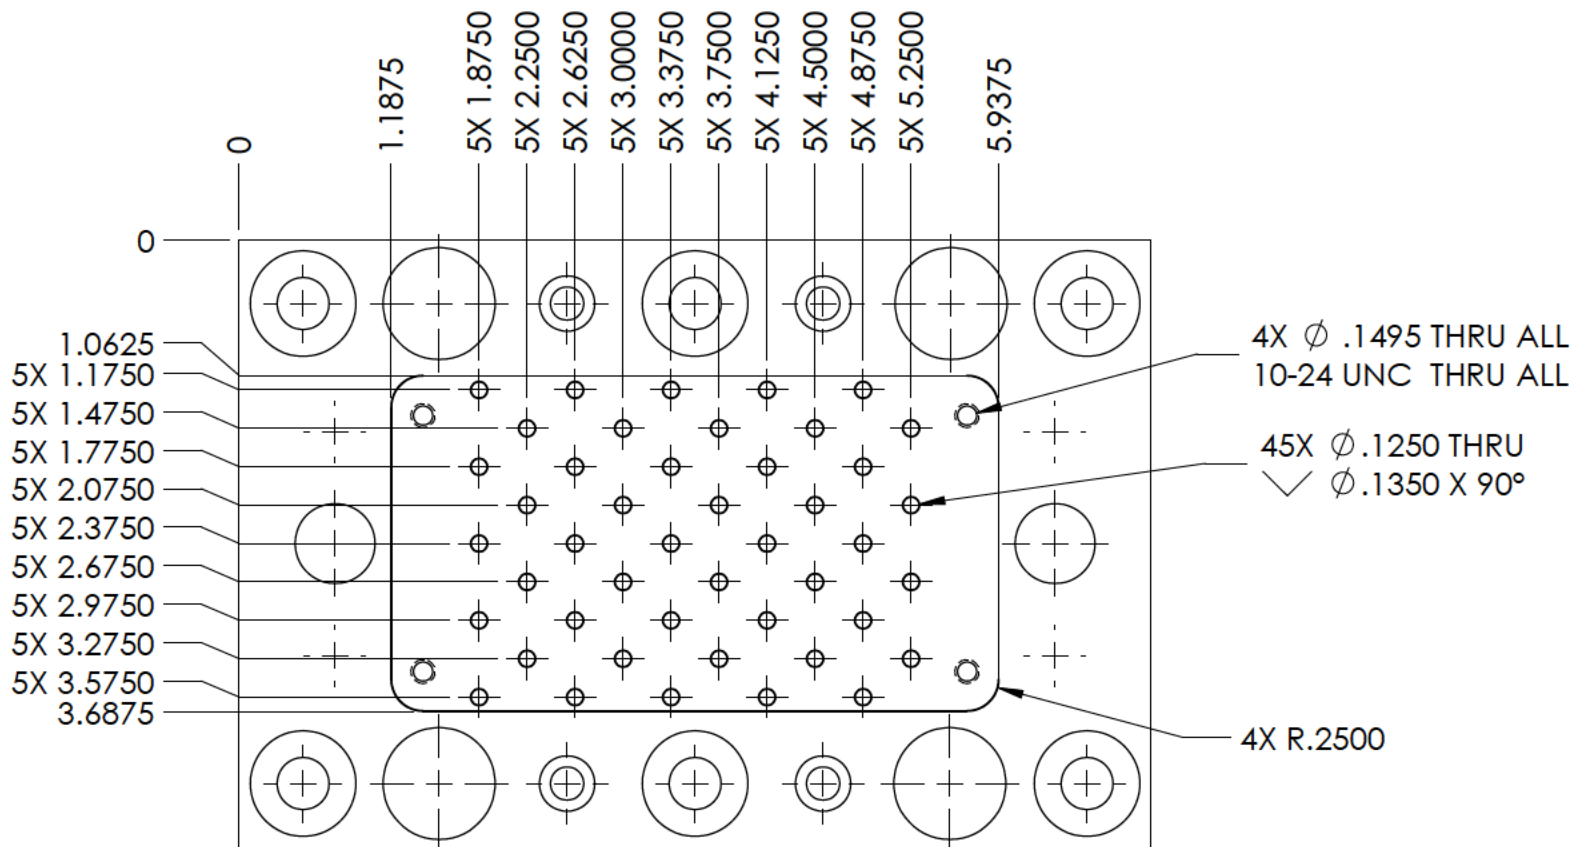 0
1.1875
5X 1.8750
5X 2.2500
5X 2.6250
5X 3.0000
5X 3.3750
5X 3.7500
5X 4.1250
5X 4.5000
5X 4.8750
5X 5.2500
5.9375
0
1.0625
5X 1.1750
5X 1.4750
5X 1.7750
5X 2.0750
5X 2.3750
5X 2.6750
5X 2.9750
5X 3.2750
5X 3.5750
3.6875
4X ∅ .1495 THRU ALL
10-24 UNC THRU ALL
45X ∅.1250 THRU
⌵ ∅.1350 X 90°
4X R.2500